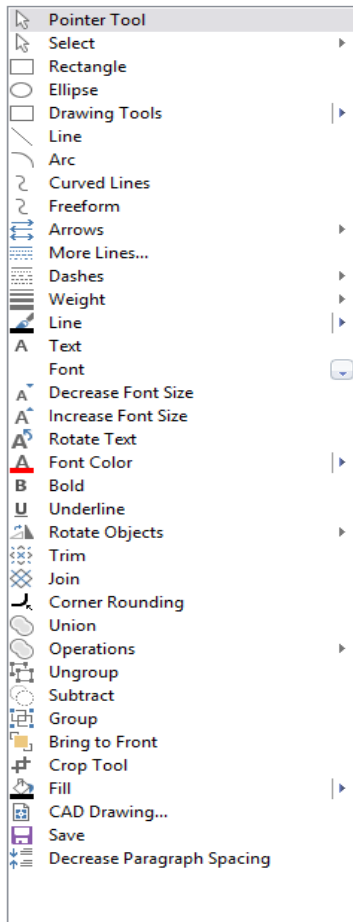 Pointer Tool
Select
Rectangle
Ellipse
Drawing Tools
Line
Arc
Curved Lines
Freeform
Arrows
More Lines...
Dashes
Weight
Line
A Text
Font
A Decrease Font Size
A Increase Font Size
A Rotate Text
A Font Color
B Bold
U Underline
Rotate Objects
Trim
Join
Corner Rounding
Union
Operations
Ungroup
Subtract
Group
Bring to Front
Crop Tool
Fill
CAD Drawing...
Save
Decrease Paragraph Spacing